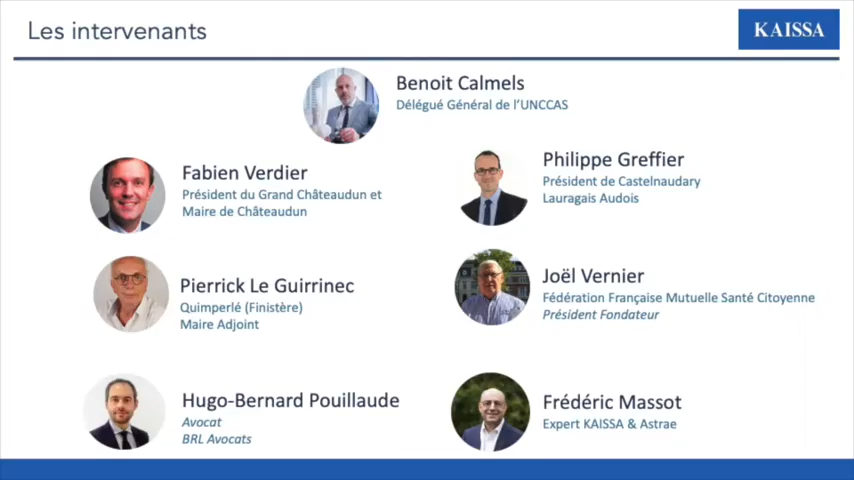 Les intervenants
KAISSA
Benoit Calmels
Délégué Général de l'UNCCAS
Fabien Verdier
Président du Grand Châteaudun et
Maire de Châteaudun
Philippe Greffier
Président de Castelnaudary
Lauragais Audois
Pierrick Le Guirrinec
Quimperlé (Finistère)
Maire Adjoint
Joël Vernier
Fédération Française Mutuelle Santé Citoyenne
Président Fondateur
Hugo-Bernard Pouillaude
Avocat
BRL Avocats
Frédéric Massot
Expert KAISSA & Astrae